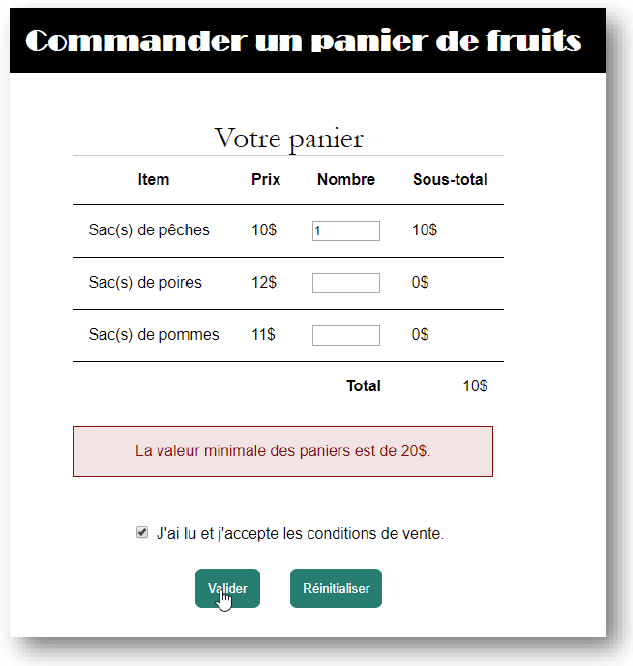 Commander un panier de fruits
Votre panier
Item Prix Nombre Sous-total
Sac(s) de pêches 10$ 1 10$
Sac(s) de poires 12$ 0$
Sac(s) de pommes 11$ 0$
Total 10$
La valeur minimale des paniers est de 20$.
J'ai lu et j'accepte les conditions de vente.
Valider Réinitialiser